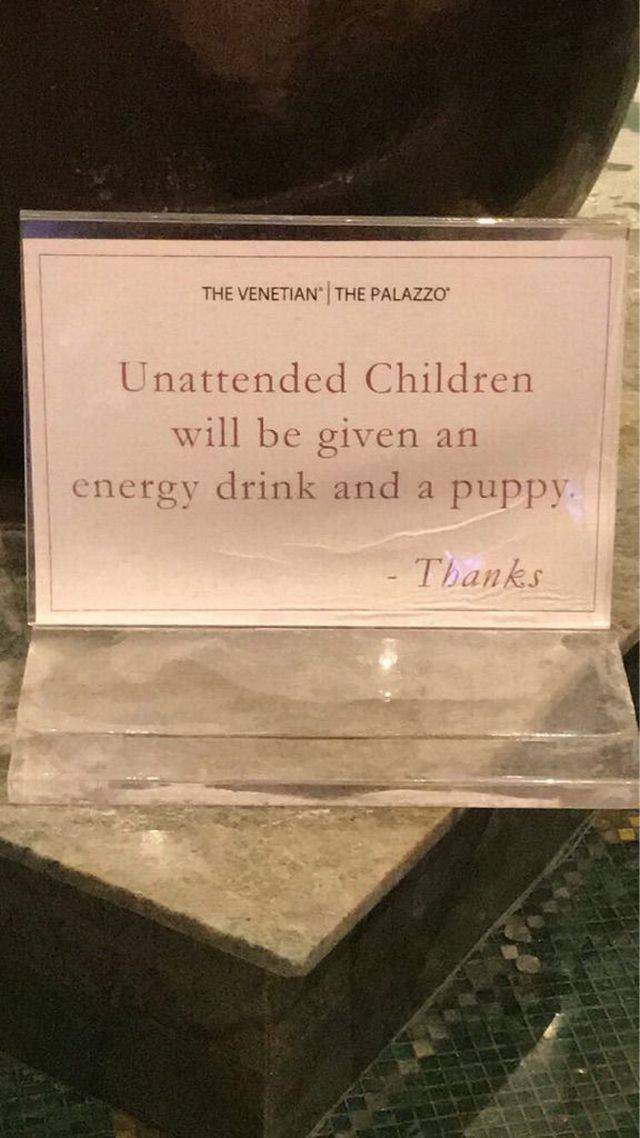 THE VENETIAN® | THE PALAZZO®
Unattended Children
will be given an
energy drink and a puppy.
- Thanks